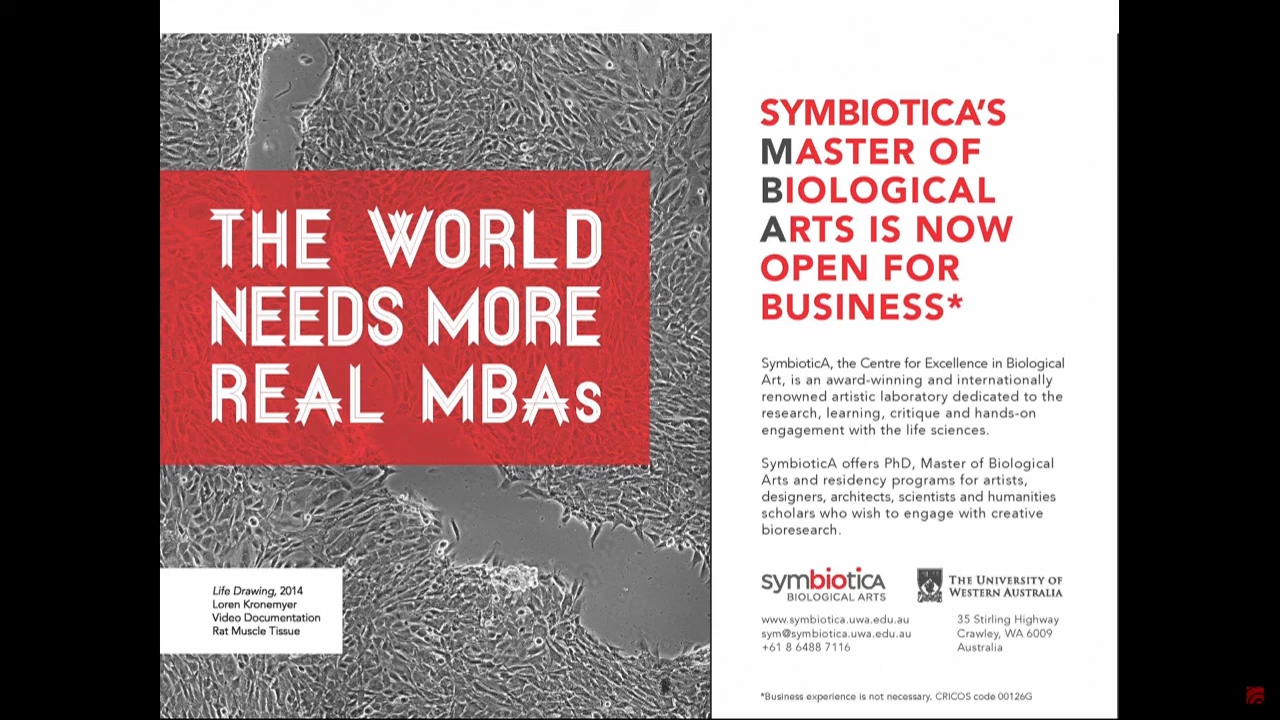 THE WORLD
NEEDS MORE
REAL MBAs
Life Drawing, 2014
Loren Kronemyer
Video Documentation
Rat Muscle Tissue
SYMBIOTICA'S
MASTER OF
BIOLOGICAL
ARTS IS NOW
OPEN FOR
BUSINESS*
SymbioticA, the Centre for Excellence in Biological
Art, is an award-winning and internationally
renowned artistic laboratory dedicated to the
research, learning, critique and hands-on
engagement with the life sciences.
SymbioticA offers PhD, Master of Biological
Arts and residency programs for artists,
designers, architects, scientists and humanities
scholars who wish to engage with creative
bioresearch.
symbioticA
BIOLOGICAL ARTS
THE UNIVERSITY OF
WESTERN AUSTRALIA
www.symbiotica.uwa.edu.au
sym@symbiotica.uwa.edu.au
+61 8 6488 7116
35 Stirling Highway
Crawley, WA 6009
Australia
*Business experience is not necessary. CRICOS code 00126G